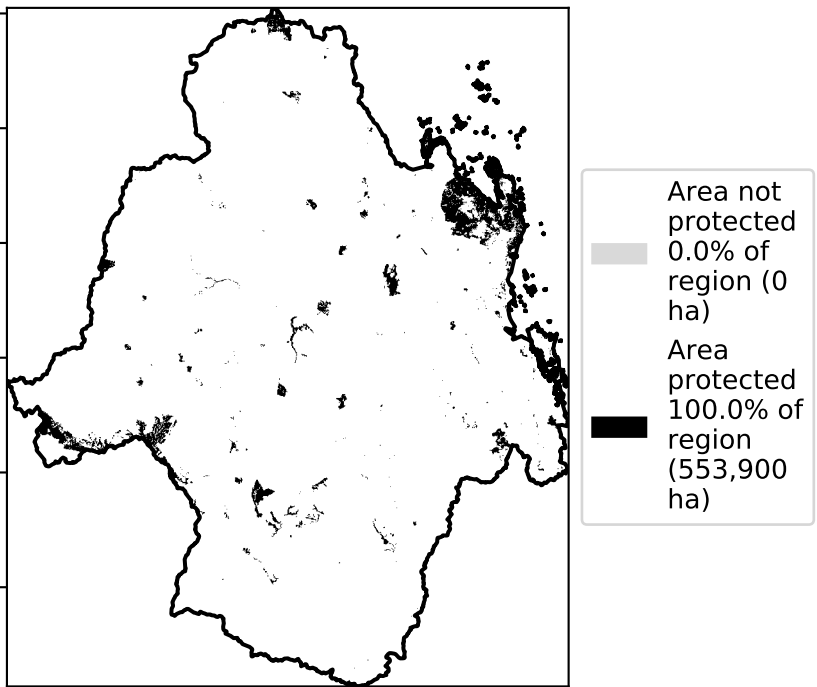 Area not
protected
0.0% of
region (0
ha)
Area
protected
100.0% of
region
(553,900
ha)